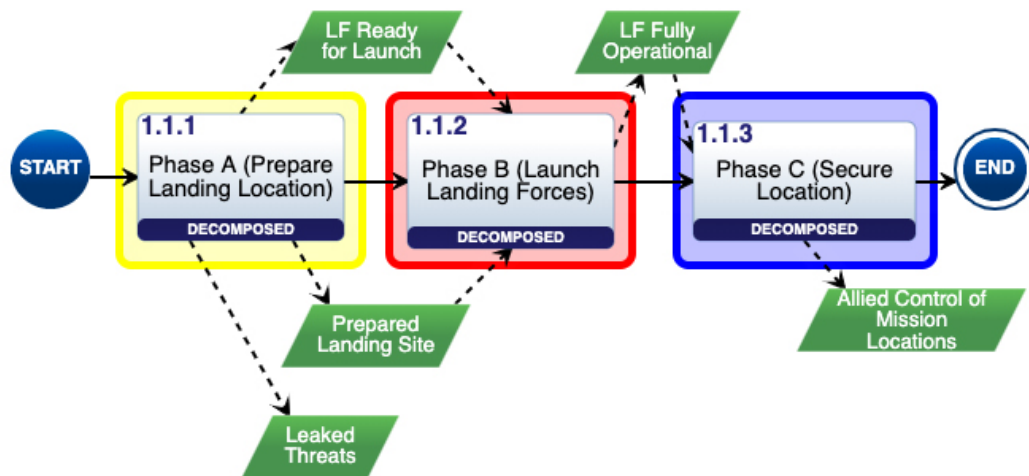 LF Ready
for Launch
LF Fully
Operational
START
1.1.1
Phase A (Prepare
Landing Location)
DECOMPOSED
1.1.2
Phase B (Launch
Landing Forces)
DECOMPOSED
1.1.3
Phase C (Secure
Location)
DECOMPOSED
END
Prepared
Landing Site
Allied Control of
Mission
Locations
Leaked
Threats